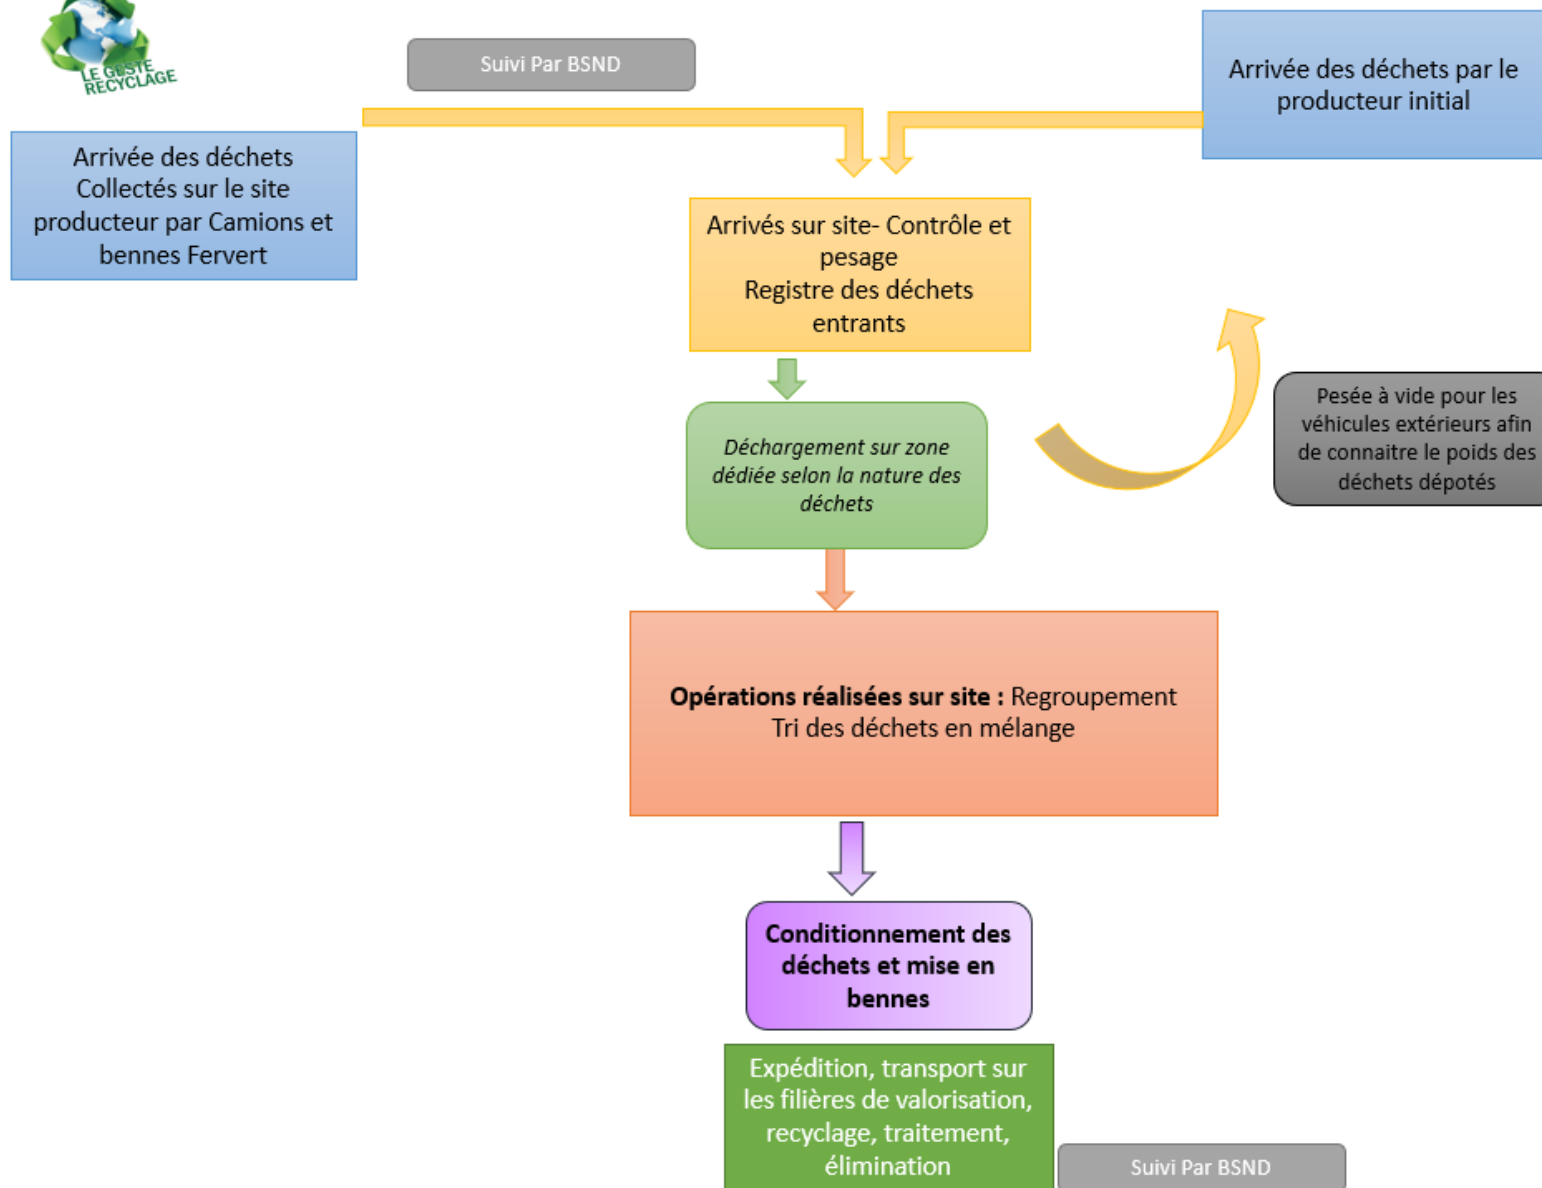 LE GESTE
RECYCLAGE
Suivi Par BSND
Arrivée des déchets par le
producteur initial
Arrivée des déchets
Collectés sur le site
producteur par Camions et
bennes Fervert
Arrivés sur site- Contrôle et
pesage
Registre des déchets
entrants
Pesée à vide pour les
véhicules extérieurs afin
de connaitre le poids des
déchets dépotés
Déchargement sur zone
dédiée selon la nature des
déchets
Opérations réalisées sur site : Regroupement
Tri des déchets en mélange
Conditionnement des
déchets et mise en
bennes
Expédition, transport sur
les filières de valorisation,
recyclage, traitement,
élimination
Suivi Par BSND